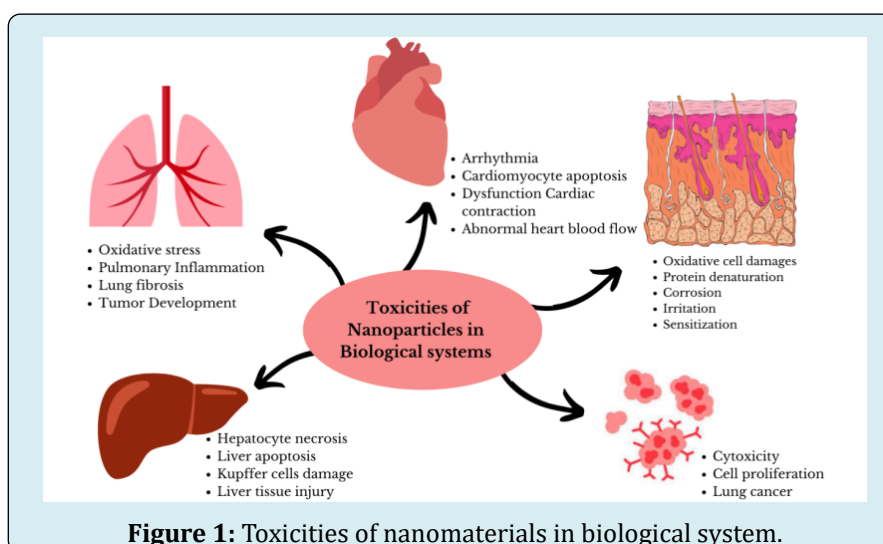 • Arrhythmia
• Cardiomyocyte apoptosis
• Dysfunction Cardiac
contraction
• Abnormal heart blood flow
• Oxidative stress
• Pulmonary Inflammation
• Lung fibrosis
• Tumor Development
• Oxidative cell damages
• Protein denaturation
• Corrosion
• Irritation
• Sensitization
Toxicities of
Nanoparticles in
Biological systems
• Hepatocyte necrosis
• Liver apoptosis
• Kupffer cells damage
• Liver tissue injury
• Cytotoxicity
• Cell proliferation
• Lung cancer
Figure 1: Toxicities of nanomaterials in biological system.